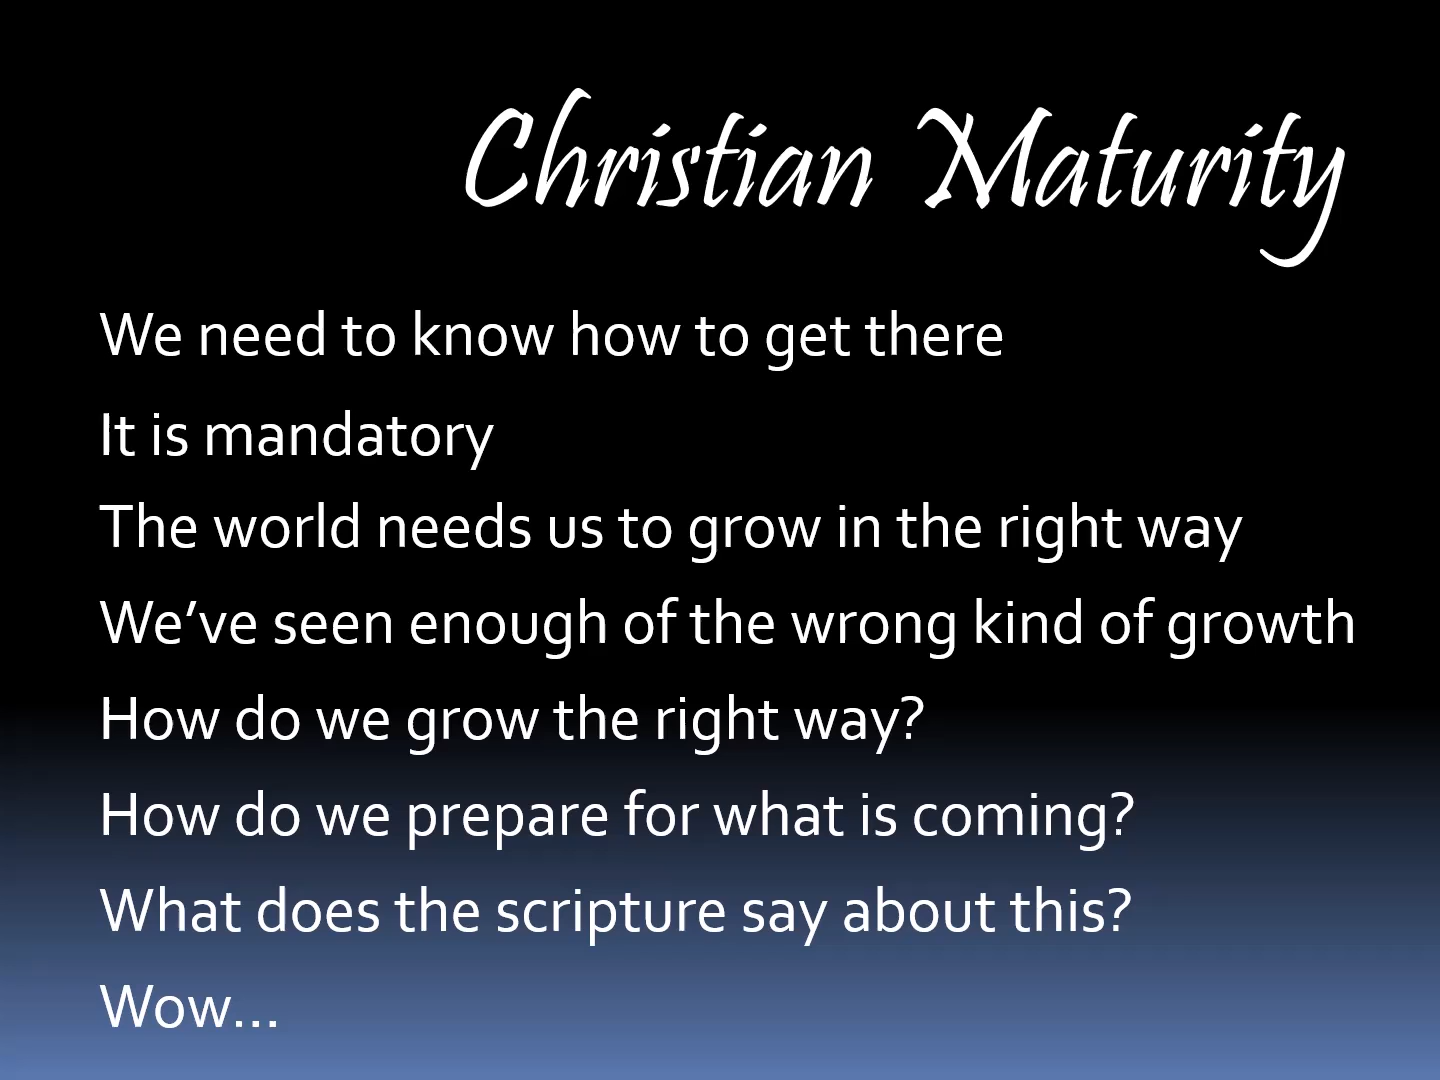 Christian Maturity
We need to know how to get there
It is mandatory
The world needs us to grow in the right way
We’ve seen enough of the wrong kind of growth
How do we grow the right way?
How do we prepare for what is coming?
What does the scripture say about this?
Wow…